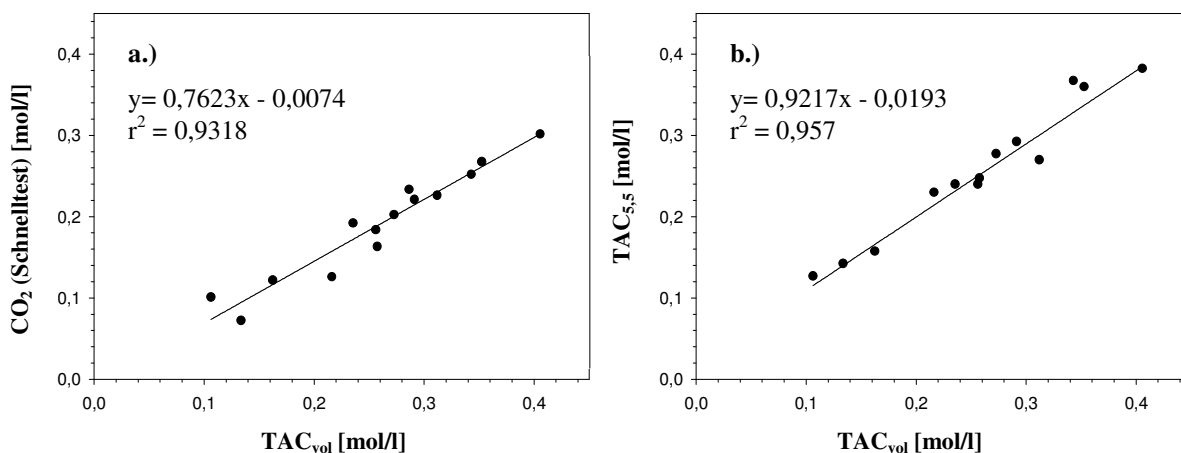 a.)
y= 0,7623x - 0,0074
r² = 0,9318
0,4
0,3
0,2
0,1
0,0
0,0 0,1 0,2 0,3 0,4
CO₂ (Schnelltest) [mol/l]
TACvol [mol/l]
b.)
y= 0,9217x - 0,0193
r² = 0,957
0,4
0,3
0,2
0,1
0,0
0,0 0,1 0,2 0,3 0,4
TAC5,5 [mol/l]
TACvol [mol/l]